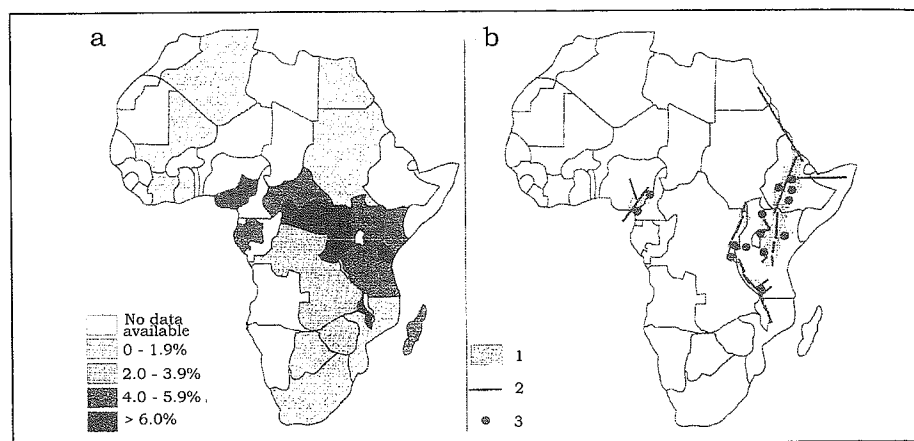 a
b
No data
available
0 - 1.9%
2.0 - 3.9%
4.0 - 5.9%
> 6.0%
1
2
3